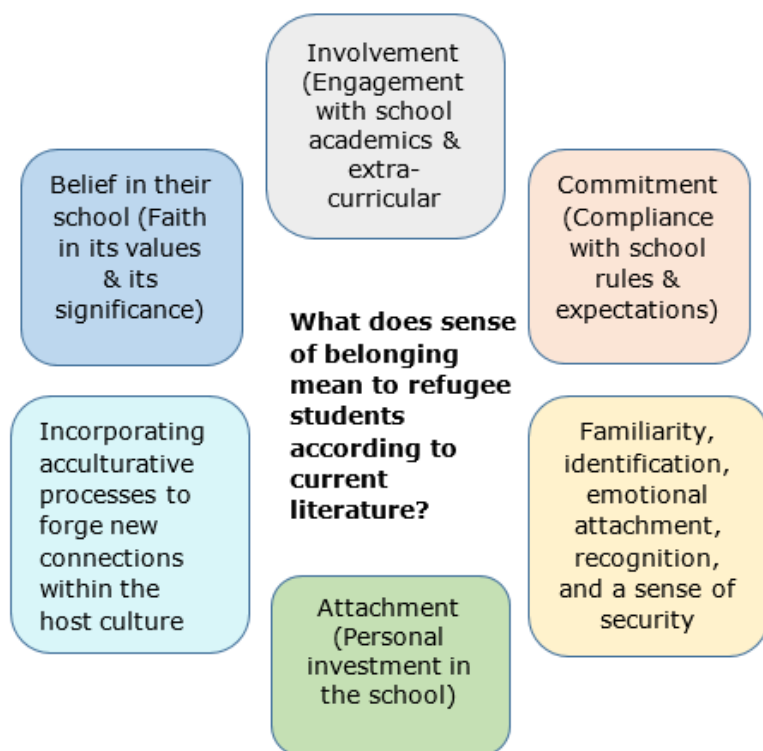 Involvement
(Engagement
with school
academics &
extra-
curricular
Belief in their
school (Faith
in its values
& its
significance)
Commitment
(Compliance
with school
rules &
expectations)
What does sense
of belonging
mean to refugee
students
according to
current
literature?
Incorporating
acculturative
processes to
forge new
connections
within the
host culture
Familiarity,
identification,
emotional
attachment,
recognition,
and a sense of
security
Attachment
(Personal
investment in
the school)